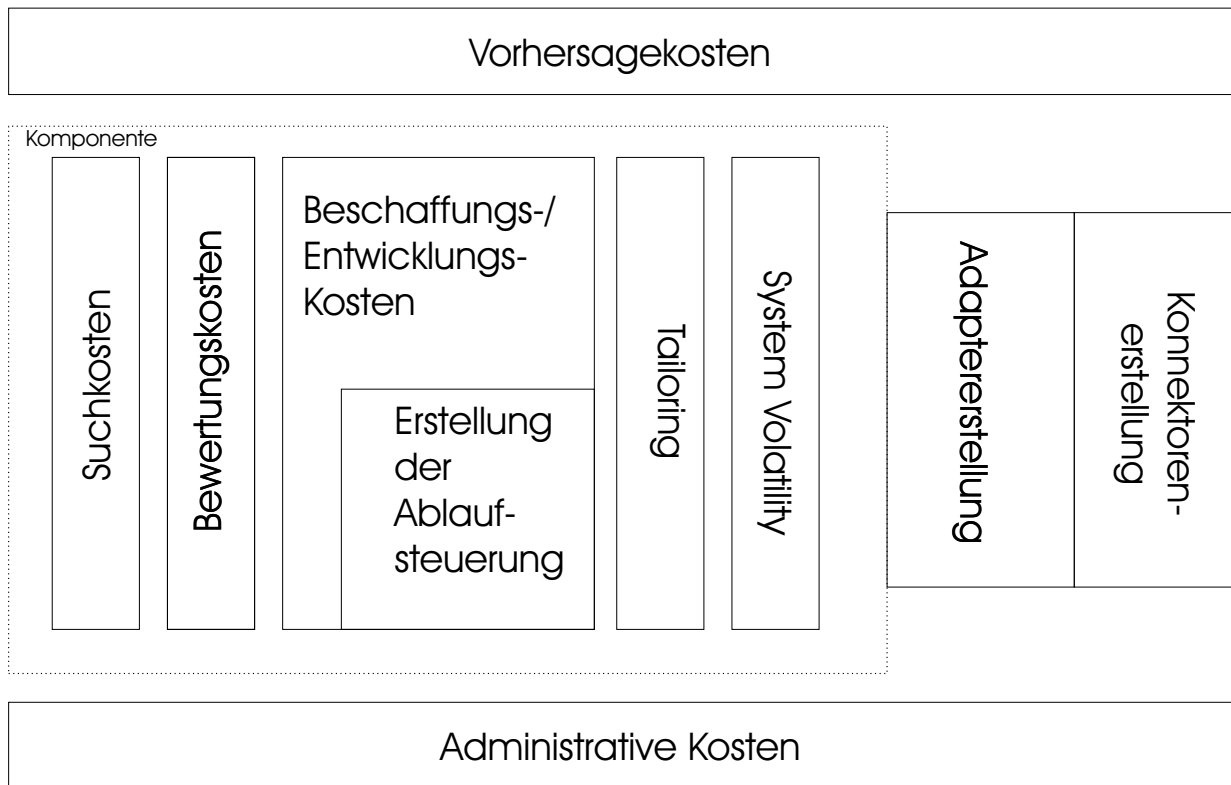 Vorhersagekosten
Komponente
Suchkosten
Bewertungskosten
Beschaffungs-/
Entwicklungs-
Kosten
Erstellung
der
Ablauf-
steuerung
Tailoring
System Volatility
Adaptererstellung
Konnektoren-
erstellung
Administrative Kosten